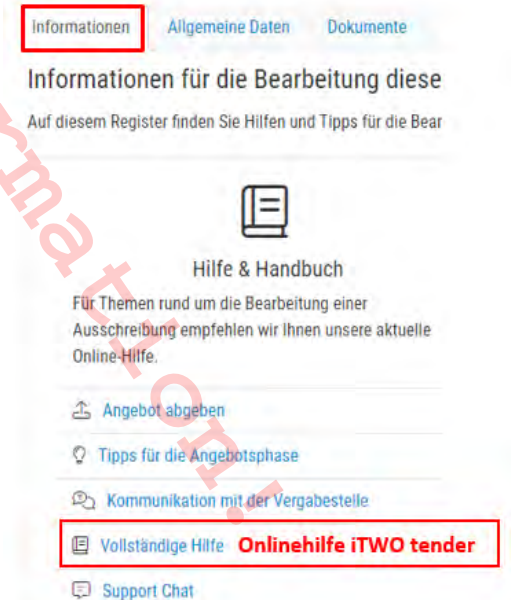 Informationen Allgemeine Daten Dokumente
Informationen für die Bearbeitung diese
Auf diesem Register finden Sie Hilfen und Tipps für die Bear
Hilfe & Handbuch
Für Themen rund um die Bearbeitung einer
Ausschreibung empfehlen wir Ihnen unsere aktuelle
Online-Hilfe.
Angebot abgeben
Tipps für die Angebotsphase
Kommunikation mit der Vergabestelle
Vollständige Hilfe Onlinehilfe iTWO tender
Support Chat
rmation!